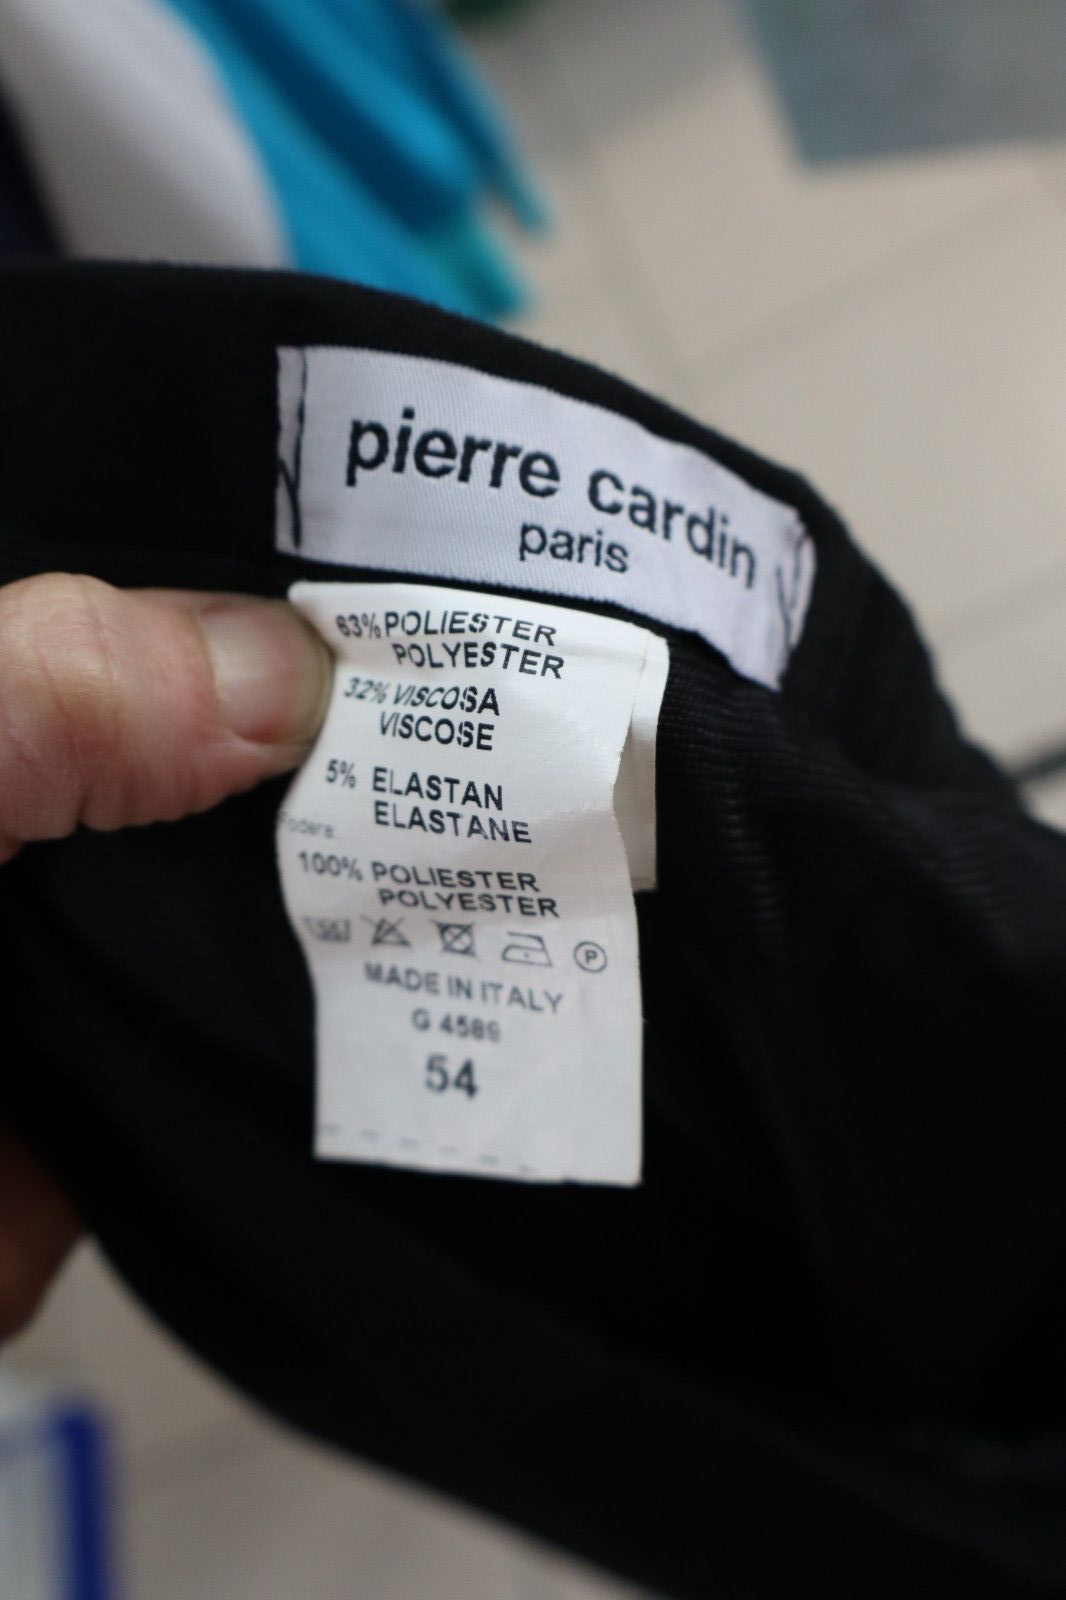 pierre cardin
paris
63% POLIESTER
POLYESTER
32% VISCOSA
VISCOSE
5% ELASTAN
ELASTANE
Fodera
100% POLIESTER
POLYESTER
P
MADE IN ITALY
G 4589
54